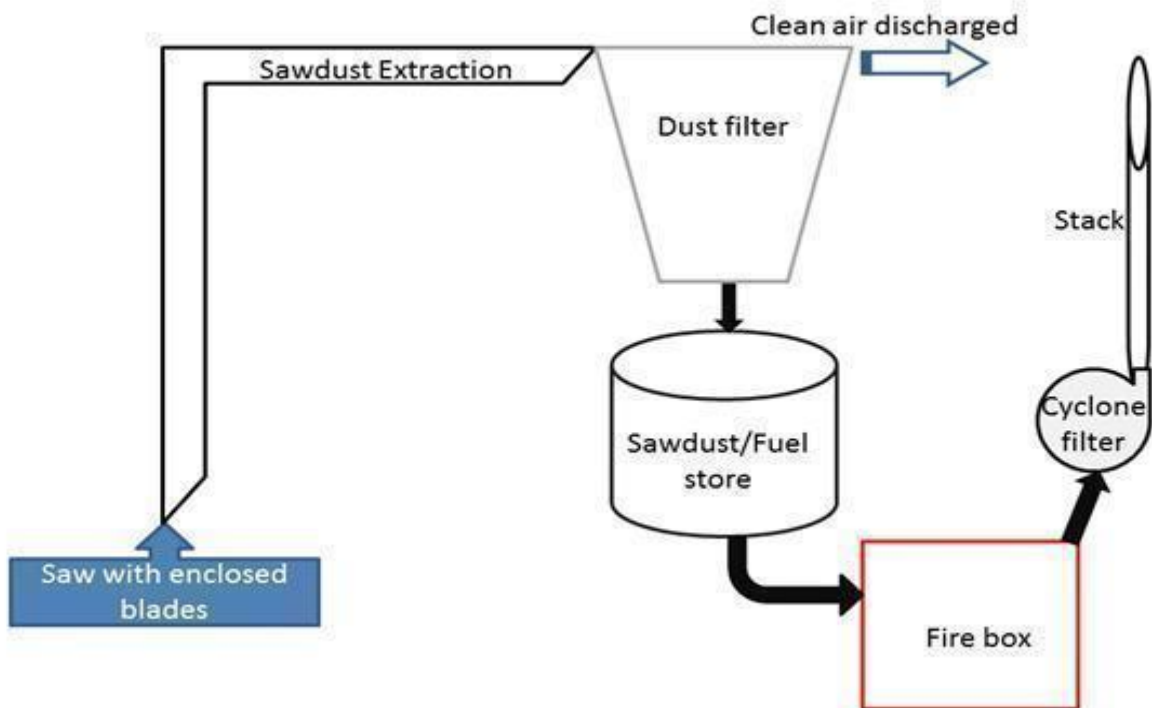 Clean air discharged
Sawdust Extraction
Dust filter
Stack
Cyclone
filter
Sawdust/Fuel
store
Saw with enclosed
blades
Fire box